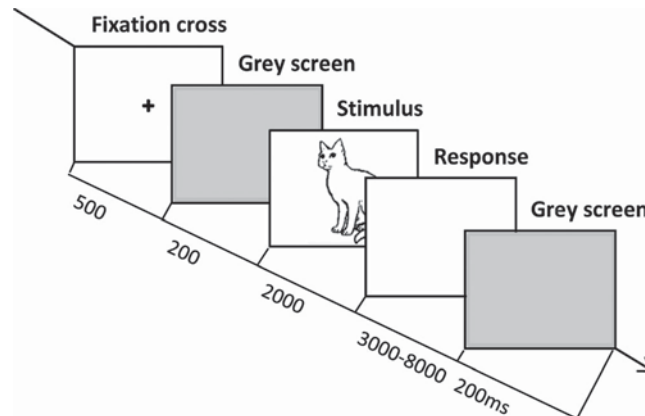 Fixation cross
Grey screen
Stimulus
Response
Grey screen
500
200
2000
3000-8000 200ms